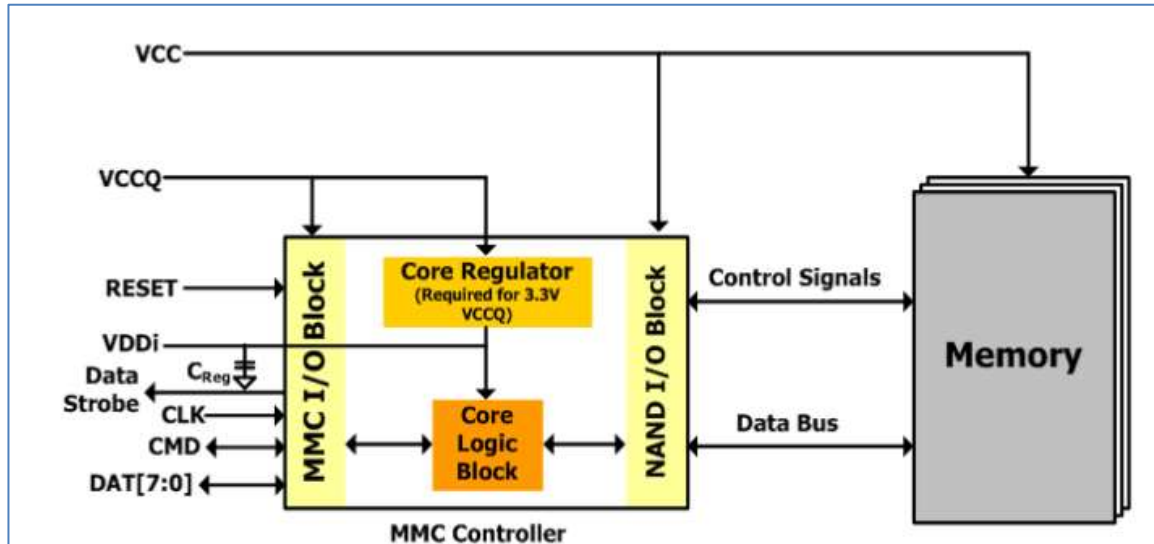 VCC
VCCQ
RESET
VDDi
CReg
Data
Strobe
CLK
CMD
DAT[7:0]
MMC I/O Block
Core Regulator
(Required for 3.3V
VCCQ)
Core
Logic
Block
NAND I/O Block
MMC Controller
Control Signals
Data Bus
Memory